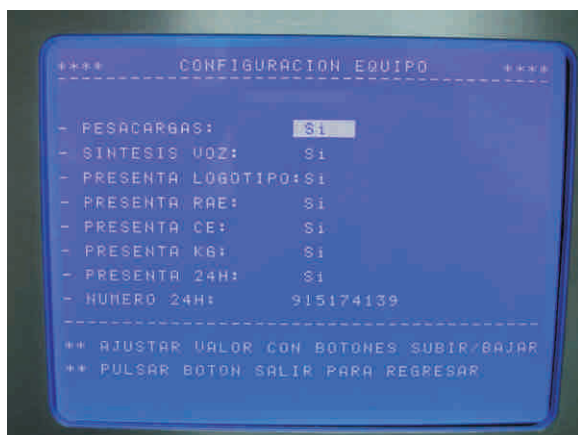 **** CONFIGURACION EQUIPO ****
- PESACARGAS: Si
- SINTESIS VOZ: Si
- PRESENTA LOGOTIPO:Si
- PRESENTA RAE: Si
- PRESENTA CE: Si
- PRESENTA KG: Si
- PRESENTA 24H: Si
- NUMERO 24H: 915174139
** AJUSTAR VALOR CON BOTONES SUBIR/BAJAR
** PULSAR BOTON SALIR PARA REGRESAR